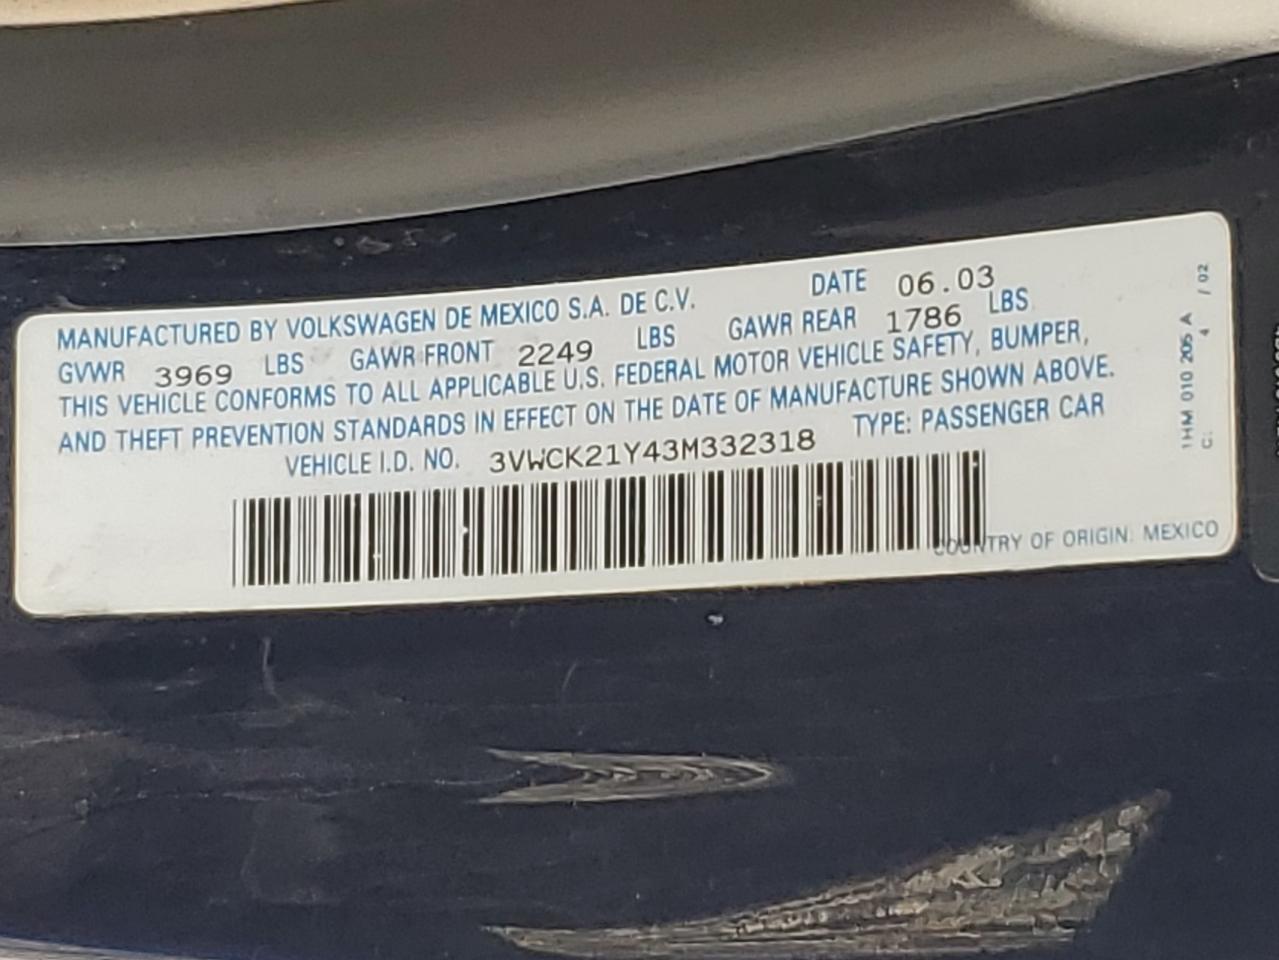 MANUFACTURED BY VOLKSWAGEN DE MEXICO S.A. DE C.V. DATE 06.03
GVWR 3969 LBS GAWR FRONT 2249 LBS GAWR REAR 1786 LBS
THIS VEHICLE CONFORMS TO ALL APPLICABLE U.S. FEDERAL MOTOR VEHICLE SAFETY, BUMPER,
AND THEFT PREVENTION STANDARDS IN EFFECT ON THE DATE OF MANUFACTURE SHOWN ABOVE.
VEHICLE I.D. NO. 3VWCK21Y43M332318 TYPE: PASSENGER CAR
COUNTRY OF ORIGIN: MEXICO
1HM 010 205 A
C: 4 / 02